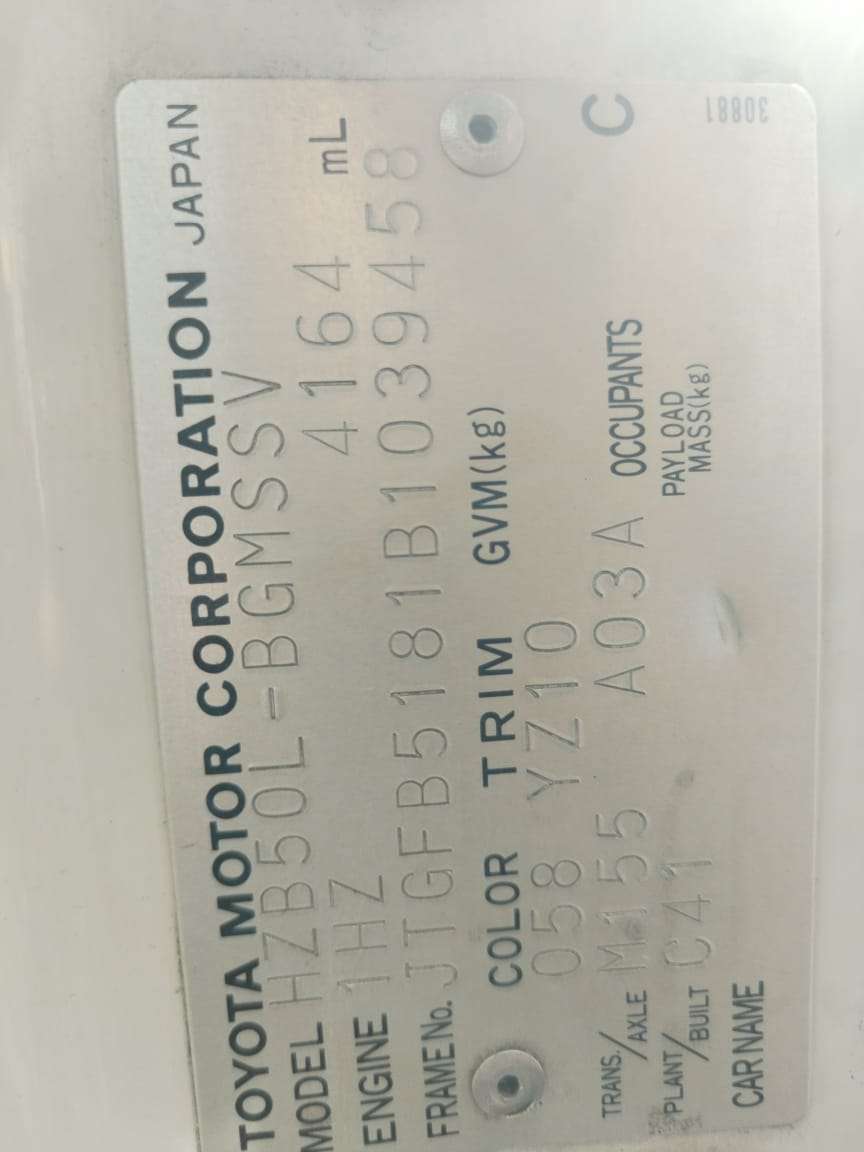 TOYOTA MOTOR CORPORATION JAPAN
MODEL HZB50L-BGMSSV
ENGINE 1HZ 4164 mL
FRAME No. JTGFB5181B1039458
COLOR TRIM GVM(kg)
058 YZ10
TRANS./AXLE M155 A03A OCCUPANTS C
PLANT/BUILT C41 PAYLOAD MASS(kg)
CAR NAME
30881